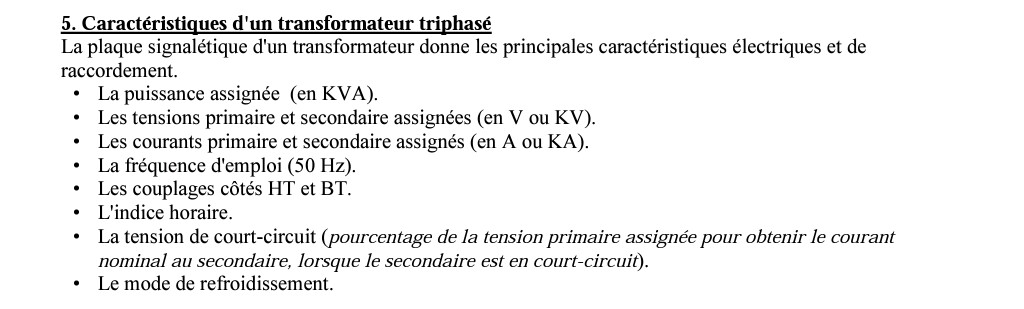 5. Caractéristiques d'un transformateur triphasé
La plaque signalétique d'un transformateur donne les principales caractéristiques électriques et de
raccordement.
• La puissance assignée (en KVA).
• Les tensions primaire et secondaire assignées (en V ou KV).
• Les courants primaire et secondaire assignés (en A ou KA).
• La fréquence d'emploi (50 Hz).
• Les couplages côtés HT et BT.
• L'indice horaire.
• La tension de court-circuit (pourcentage de la tension primaire assignée pour obtenir le courant
nominal au secondaire, lorsque le secondaire est en court-circuit).
• Le mode de refroidissement.